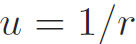 u = 1/r